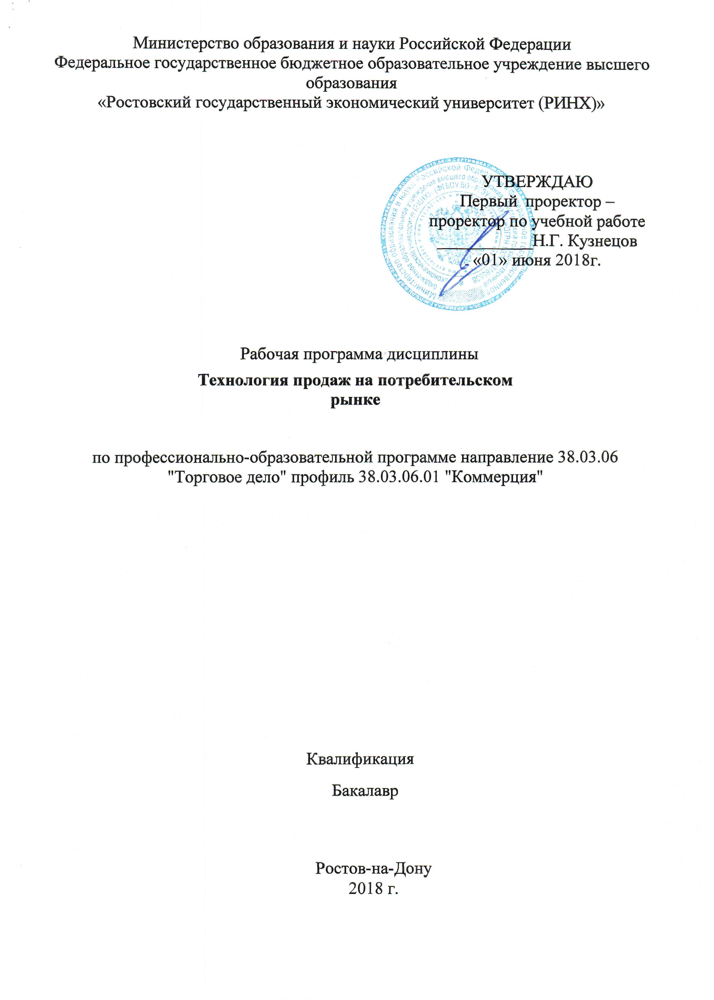 Министерство образования и науки Российской Федерации
Федеральное государственное бюджетное образовательное учреждение высшего
образования
«Ростовский государственный экономический университет (РИНХ)»
УТВЕРЖДАЮ
Первый проректор –
проректор по учебной работе
Н.Г. Кузнецов
«01» июня 2018г.
Рабочая программа дисциплины
Технология продаж на потребительском
рынке
по профессионально-образовательной программе направление 38.03.06
"Торговое дело" профиль 38.03.06.01 "Коммерция"
Квалификация
Бакалавр
Ростов-на-Дону
2018 г.